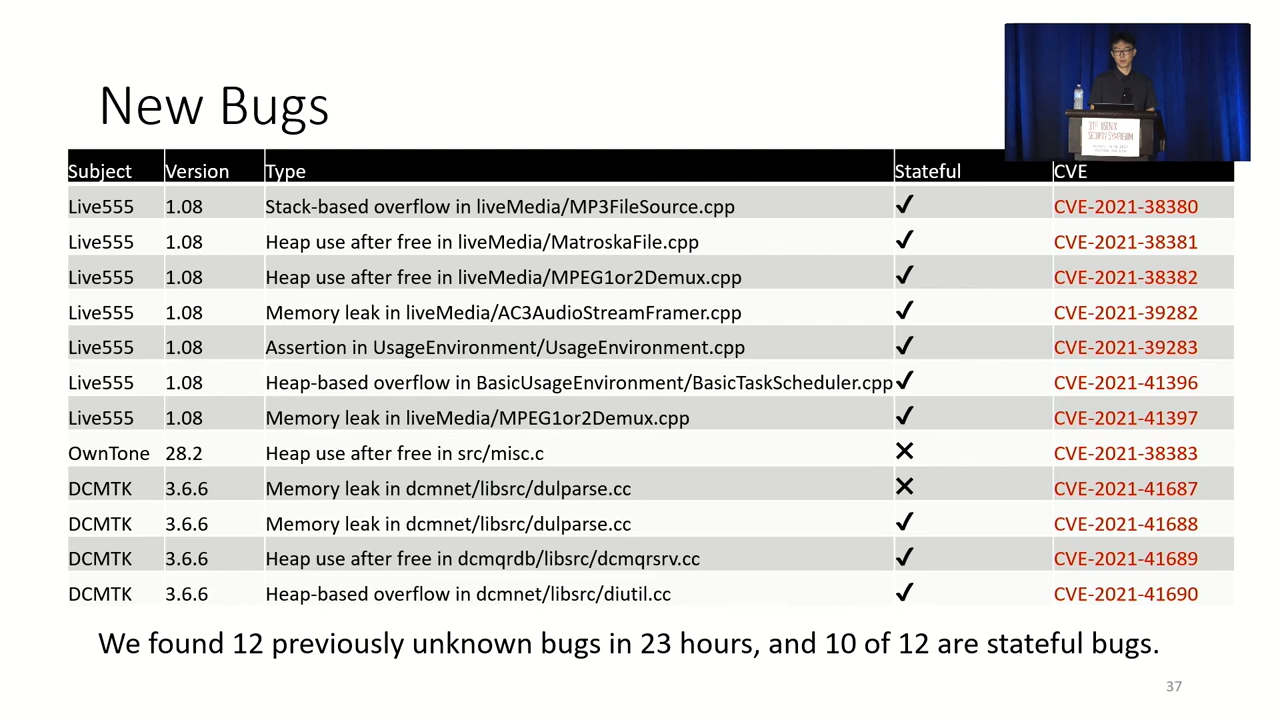 New Bugs
31ST USENIX
SECURITY SYMPOSIUM
Subject Version Type Stateful CVE
Live555 1.08 Stack-based overflow in liveMedia/MP3FileSource.cpp ✔ CVE-2021-38380
Live555 1.08 Heap use after free in liveMedia/MatroskaFile.cpp ✔ CVE-2021-38381
Live555 1.08 Heap use after free in liveMedia/MPEG1or2Demux.cpp ✔ CVE-2021-38382
Live555 1.08 Memory leak in liveMedia/AC3AudioStreamFramer.cpp ✔ CVE-2021-39282
Live555 1.08 Assertion in UsageEnvironment/UsageEnvironment.cpp ✔ CVE-2021-39283
Live555 1.08 Heap-based overflow in BasicUsageEnvironment/BasicTaskScheduler.cpp ✔ CVE-2021-41396
Live555 1.08 Memory leak in liveMedia/MPEG1or2Demux.cpp ✔ CVE-2021-41397
OwnTone 28.2 Heap use after free in src/misc.c ✕ CVE-2021-38383
DCMTK 3.6.6 Memory leak in dcmnet/libsrc/dulparse.cc ✕ CVE-2021-41687
DCMTK 3.6.6 Memory leak in dcmnet/libsrc/dulparse.cc ✔ CVE-2021-41688
DCMTK 3.6.6 Heap use after free in dcmqrdb/libsrc/dcmqrsrv.cc ✔ CVE-2021-41689
DCMTK 3.6.6 Heap-based overflow in dcmnet/libsrc/diutil.cc ✔ CVE-2021-41690
We found 12 previously unknown bugs in 23 hours, and 10 of 12 are stateful bugs.
37